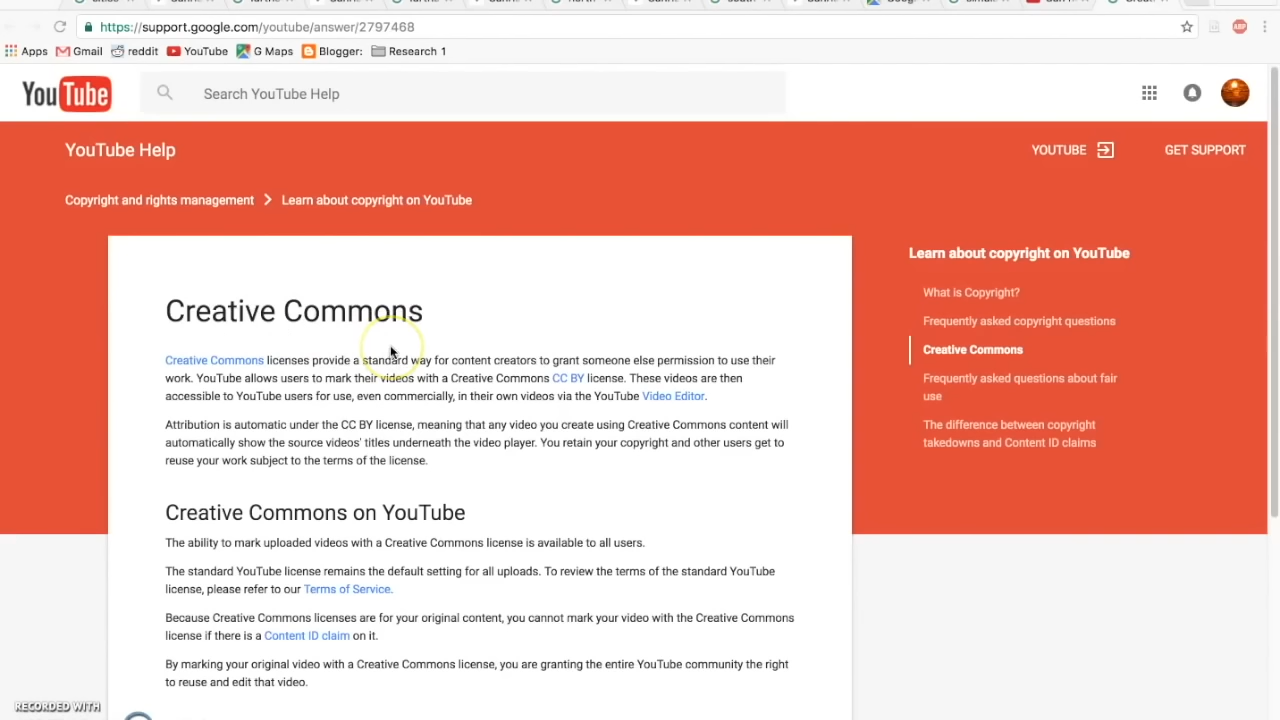 https://support.google.com/youtube/answer/2797468
Apps Gmail reddit YouTube G Maps Blogger: Research 1
YouTube Search YouTube Help
YouTube Help YOUTUBE GET SUPPORT
Copyright and rights management Learn about copyright on YouTube
Creative Commons
Creative Commons licenses provide a standard way for content creators to grant someone else permission to use their
work. YouTube allows users to mark their videos with a Creative Commons CC BY license. These videos are then
accessible to YouTube users for use, even commercially, in their own videos via the YouTube Video Editor.
Attribution is automatic under the CC BY license, meaning that any video you create using Creative Commons content will
automatically show the source videos' titles underneath the video player. You retain your copyright and other users get to
reuse your work subject to the terms of the license.
Creative Commons on YouTube
The ability to mark uploaded videos with a Creative Commons license is available to all users.
The standard YouTube license remains the default setting for all uploads. To review the terms of the standard YouTube
license, please refer to our Terms of Service.
Because Creative Commons licenses are for your original content, you cannot mark your video with the Creative Commons
license if there is a Content ID claim on it.
By marking your original video with a Creative Commons license, you are granting the entire YouTube community the right
to reuse and edit that video.
Learn about copyright on YouTube
What is Copyright?
Frequently asked copyright questions
Creative Commons
Frequently asked questions about fair
use
The difference between copyright
takedowns and Content ID claims
RECORDED WITH